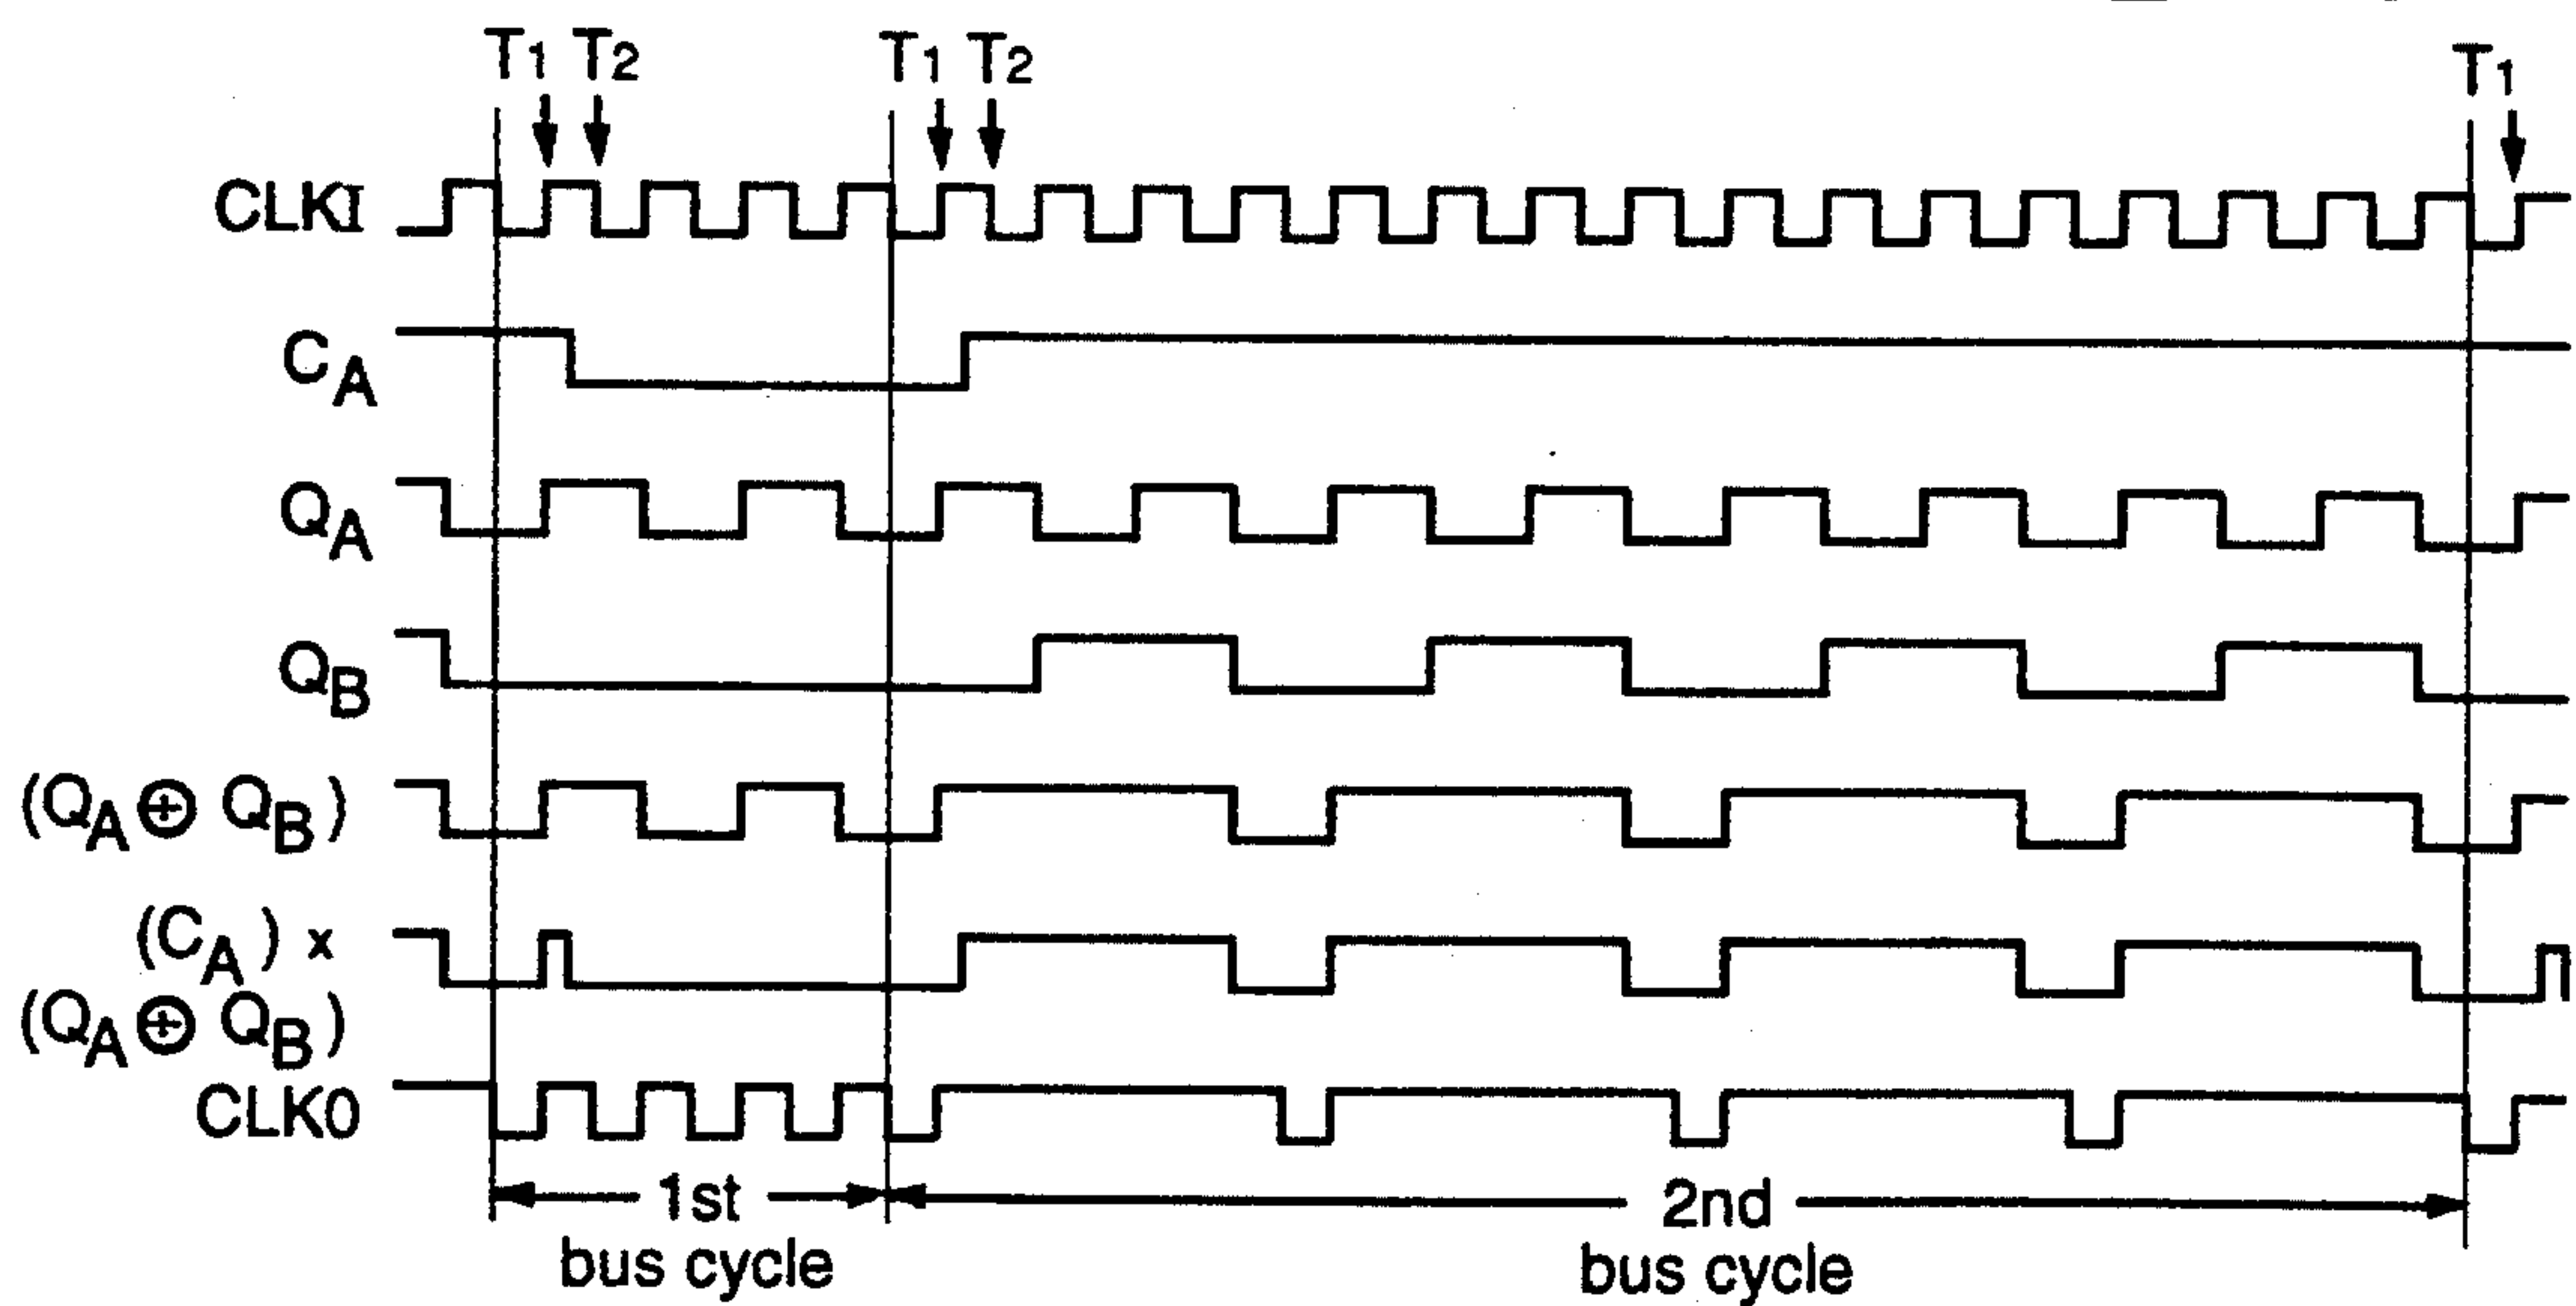 T1 T2 T1 T2 T1
CLKI
CA
QA
QB
(QA ⊕ QB)
(CA) x
(QA ⊕ QB)
CLK0
1st
bus cycle
2nd
bus cycle